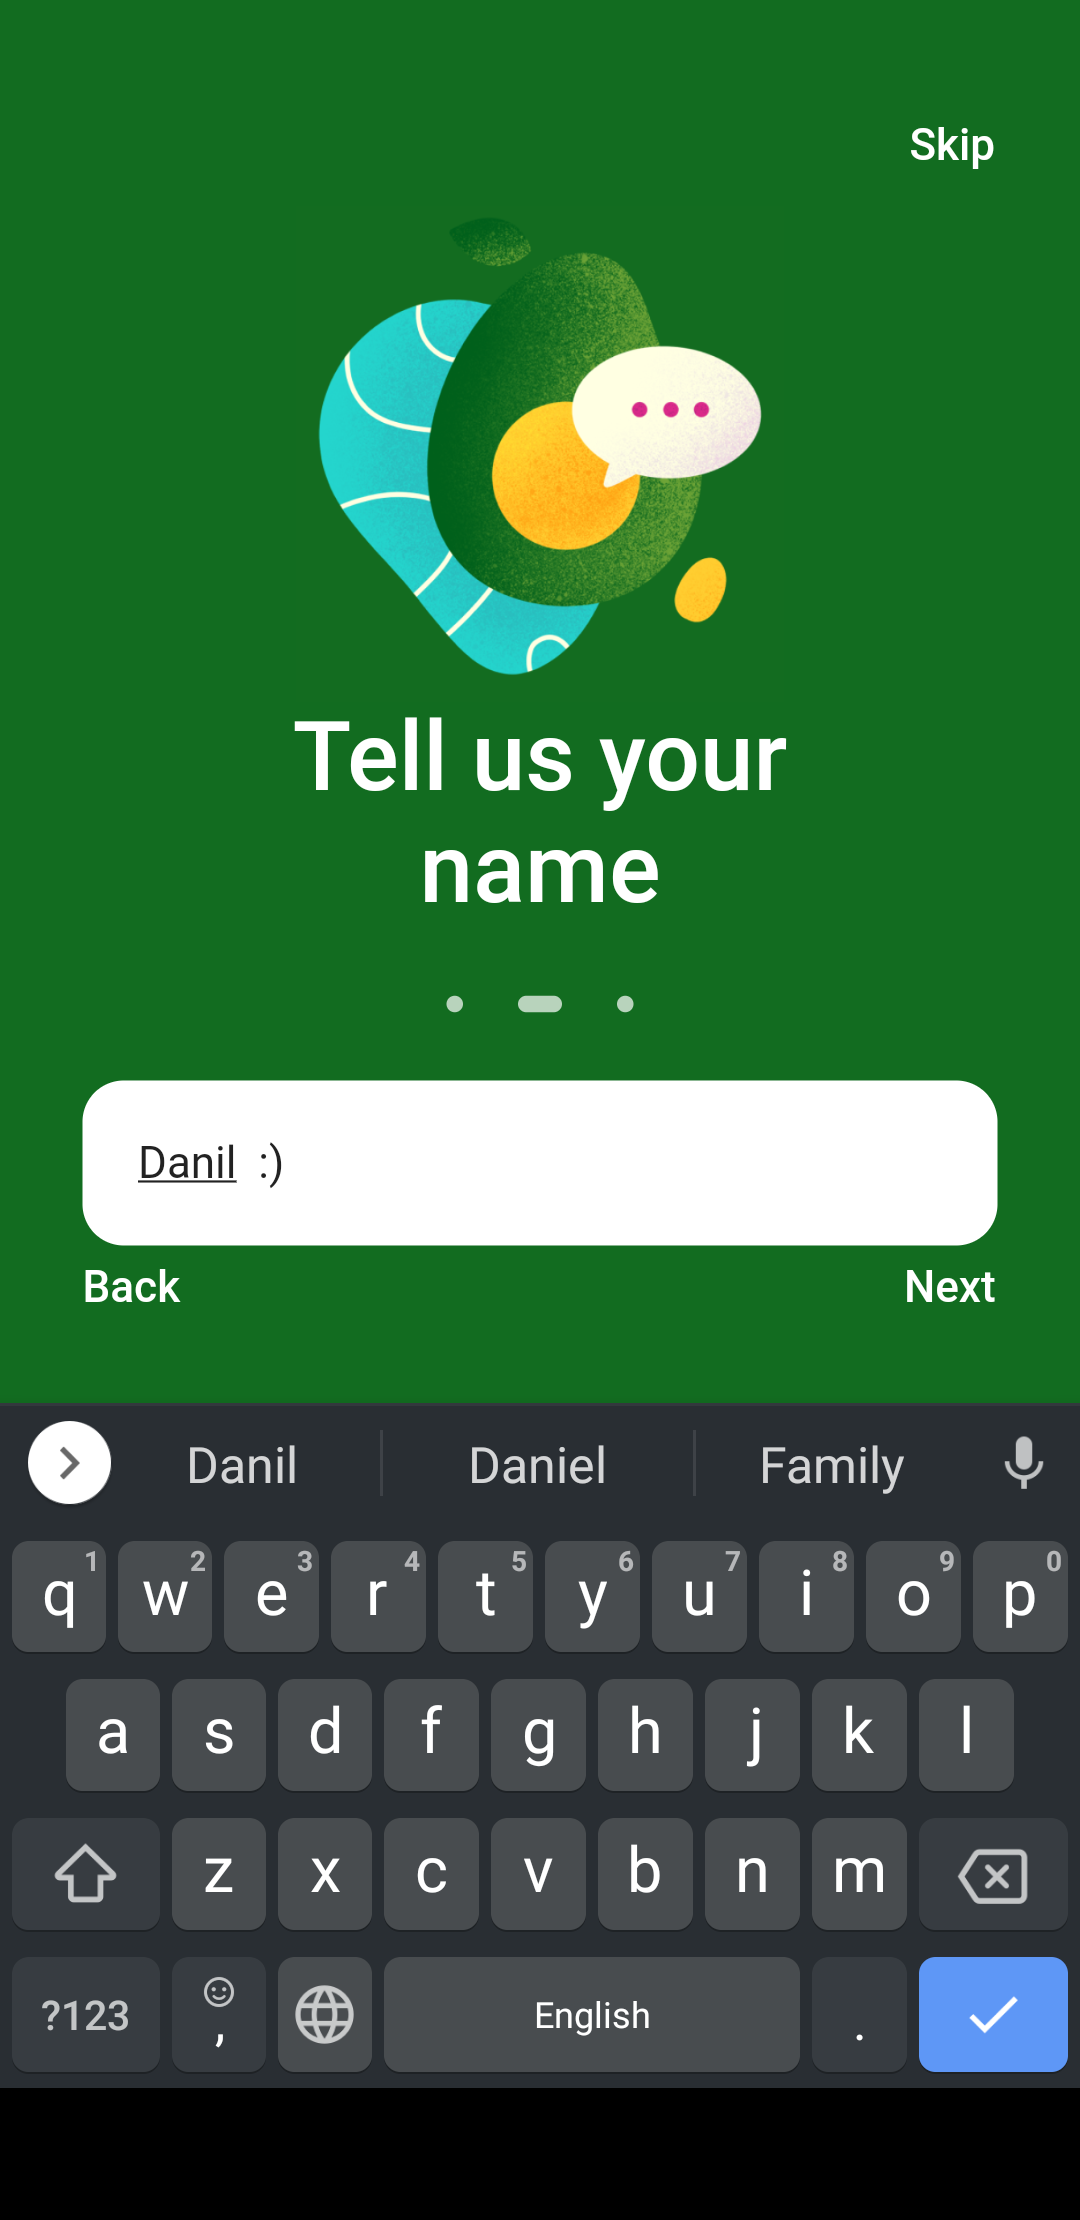 Skip
Tell us your
name
Danil  :)
Back Next
Danil Daniel Family
q 1 w 2 e 3 r 4 t 5 y 6 u 7 i 8 o 9 p 0
a s d f g h j k l
z x c v b n m
?123 , English .